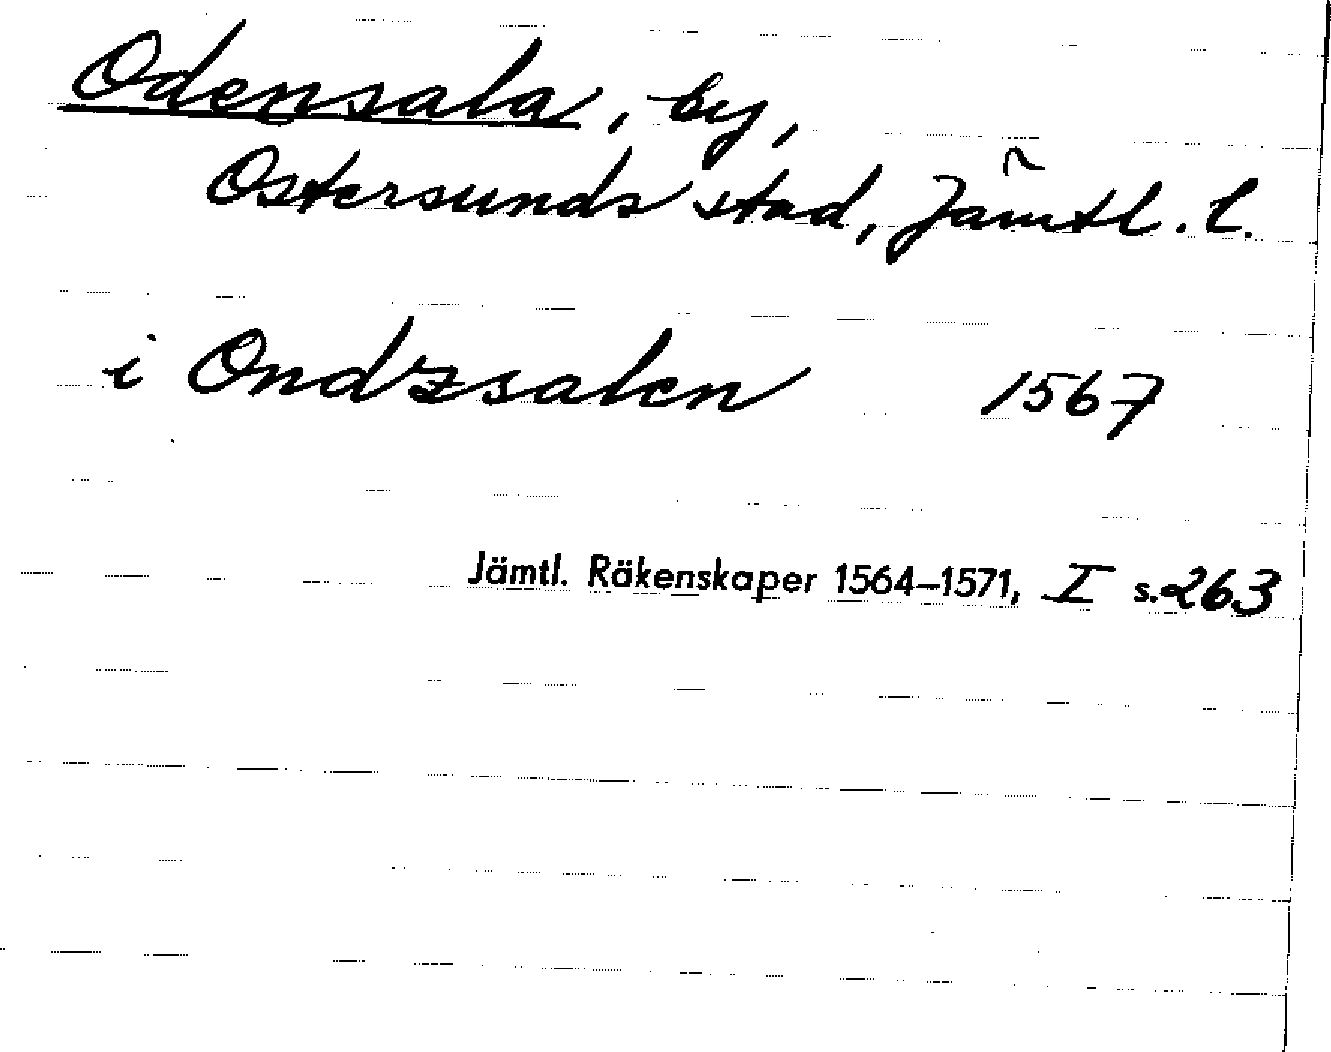 Odensala, by,
Östersunds stad, Jämtl. l.
i Ondzsalen 1567
Jämtl. Räkenskaper 1564–1571, I s. 263